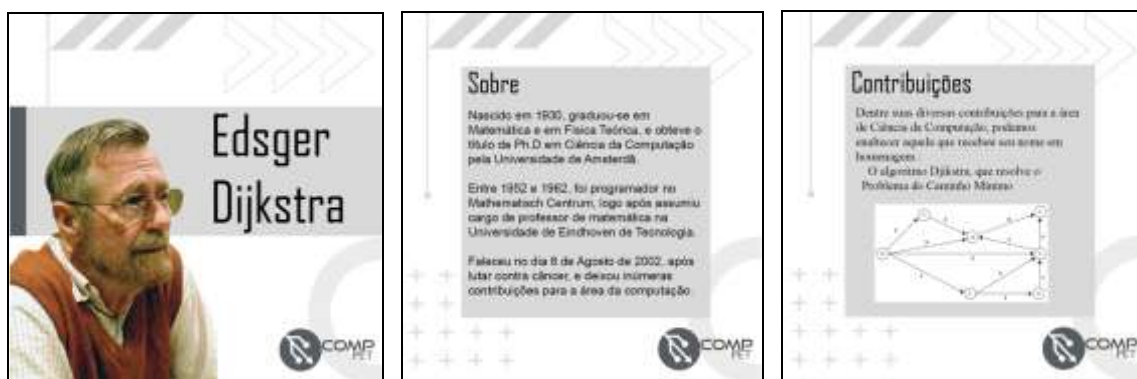 Edsger
Dijkstra
COMP
PET
Sobre
Nascido em 1930, graduou-se em
Matemática e em Física Teórica, e obteve o
título de Ph.D em Ciência da Computação
pela Universidade de Amsterdã.
Entre 1952 e 1962, foi programador no
Mathematisch Centrum, logo após assumiu
cargo de professor de matemática na
Universidade de Eindhoven de Tecnologia.
Faleceu no dia 6 de Agosto de 2002, após
lutar contra câncer, e deixou inúmeras
contribuições para a área da computação.
COMP
PET
Contribuições
Dentre suas diversas contribuições para a área
de Ciência da Computação, podemos
enaltecer aquela que recebeu seu nome em
homenagem.
O algoritmo Djikstra, que resolve o
Problema do Caminho Mínimo
COMP
PET